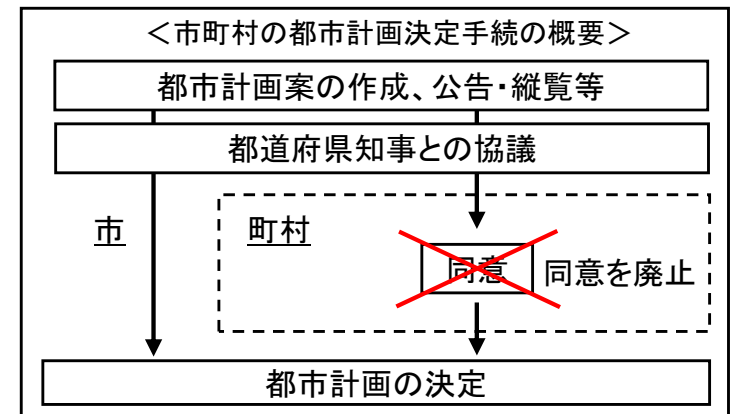 ＜市町村の都市計画決定手続の概要＞
都市計画案の作成、公告・縦覧等
都道府県知事との協議
市
町村
同意
同意を廃止
都市計画の決定